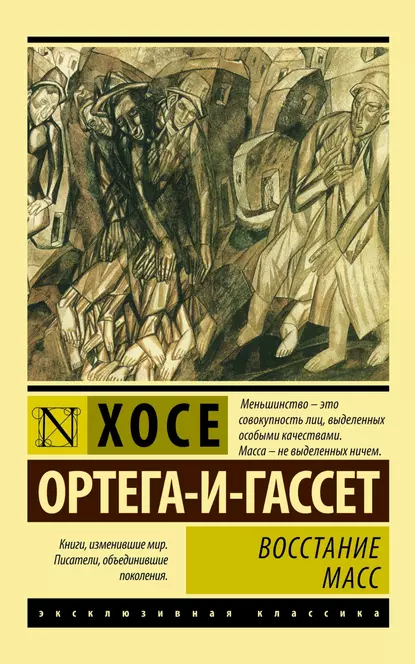 N
ХОСЕ
Меньшинство – это
совокупность лиц, выделенных
особыми качествами.
Масса – не выделенных ничем.
ОРТЕГА-И-ГАССЕТ
Книги, изменившие мир.
Писатели, объединившие
поколения.
ВОССТАНИЕ
МАСС
эксклюзивная классика